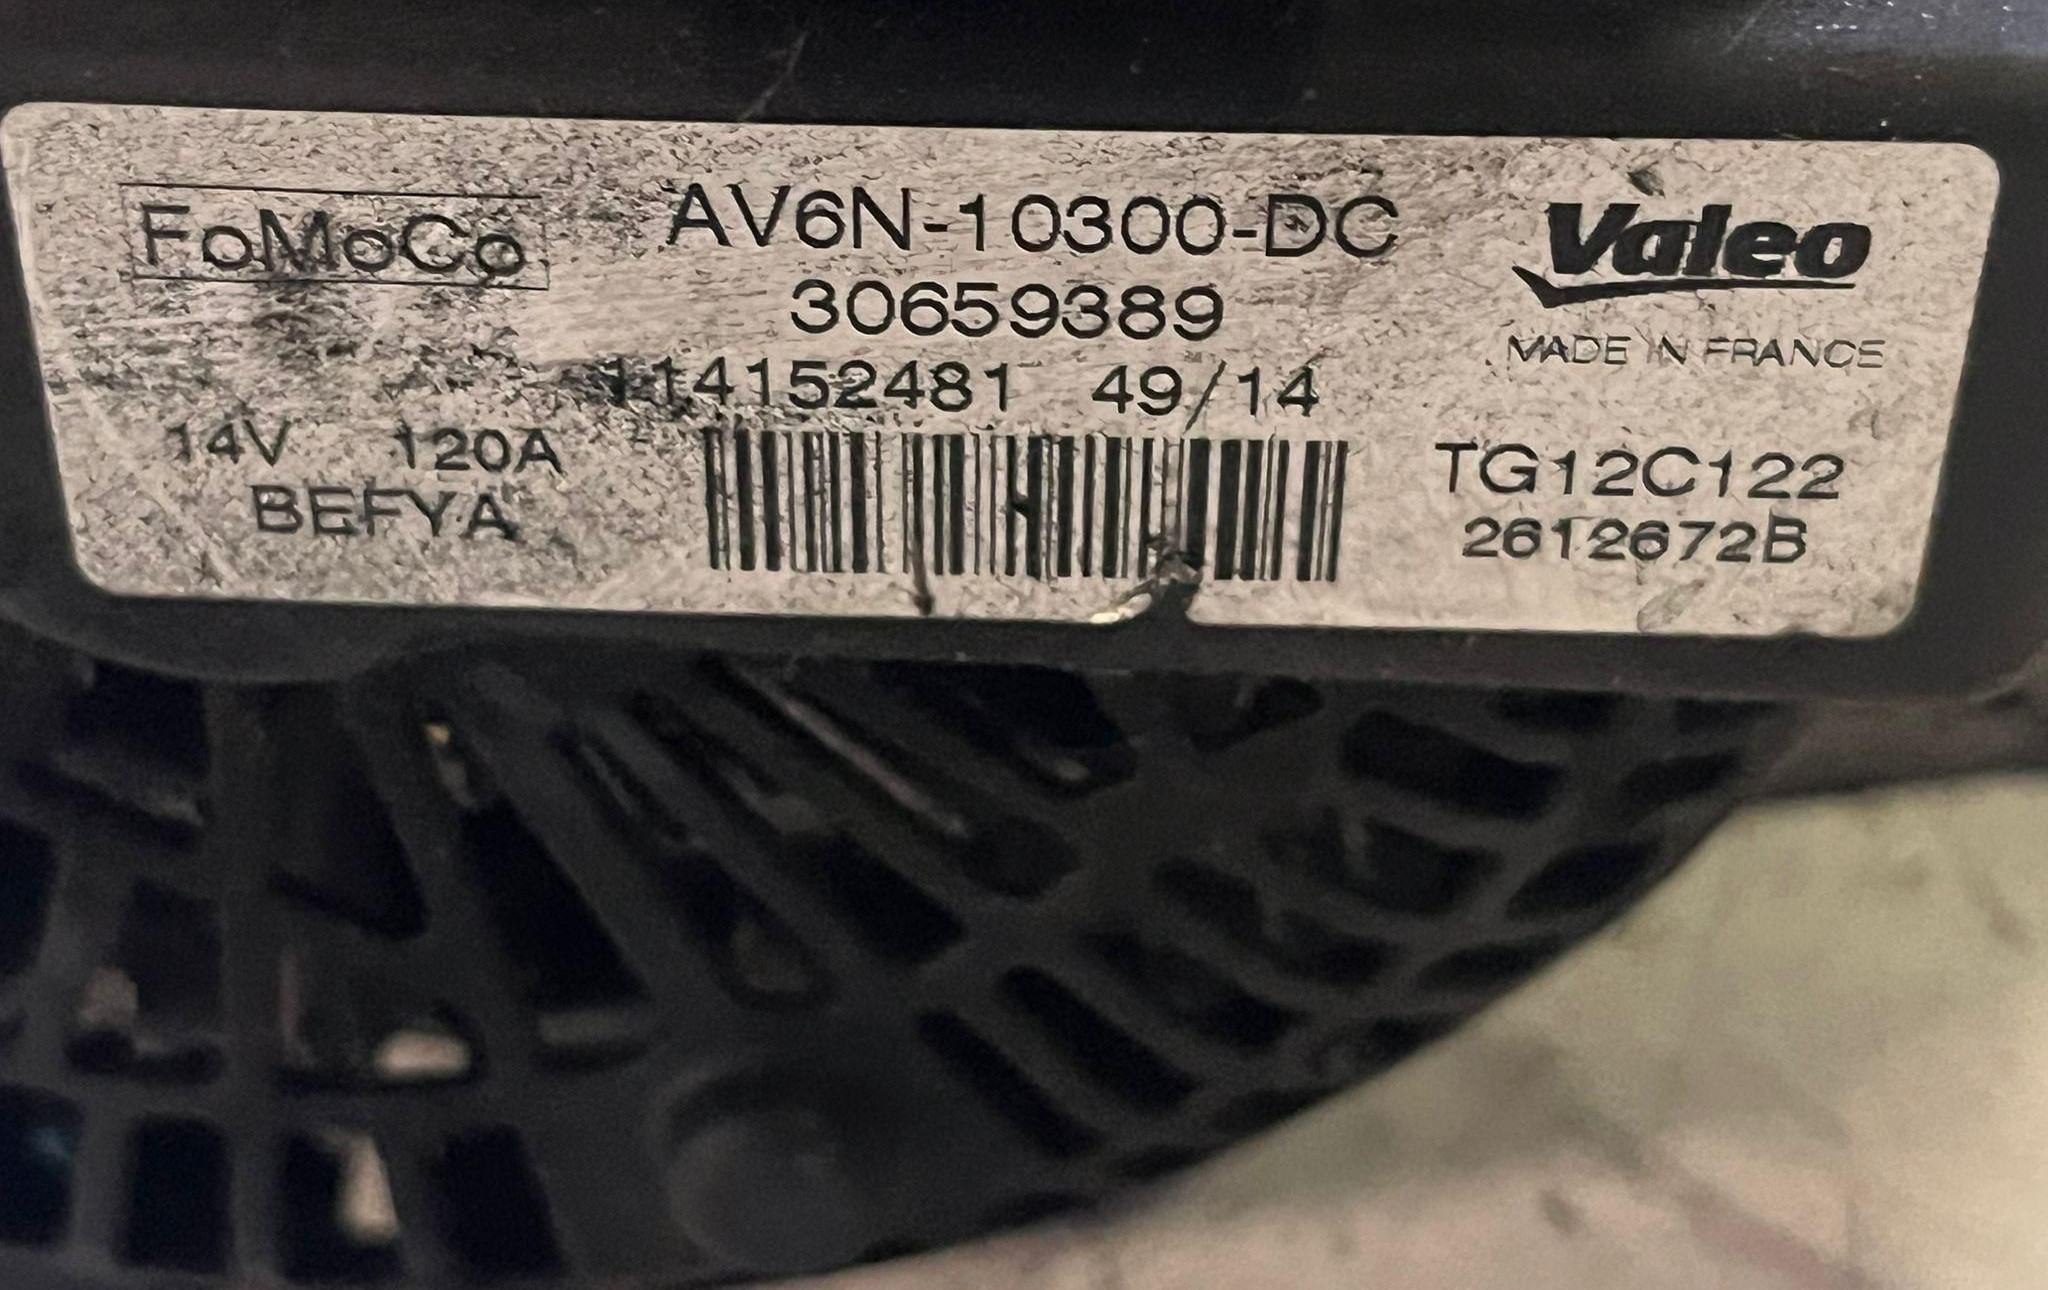 FoMoCo
AV6N-10300-DC
30659389
114152481 49/14
14V 120A
BEFYA
Valeo
MADE IN FRANCE
TG12C122
2612672B